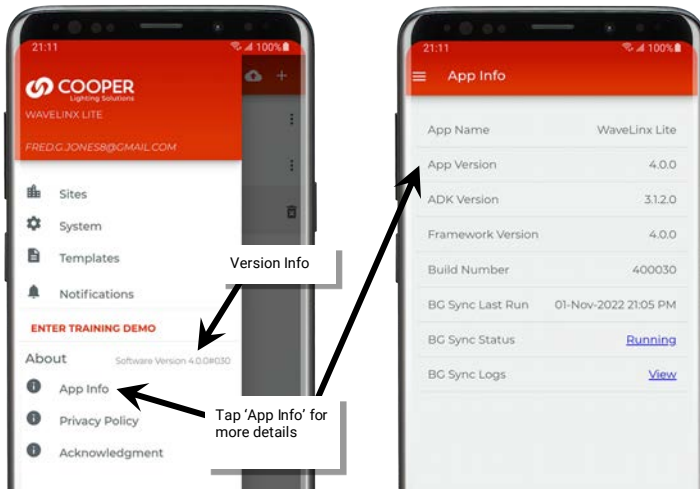 21:11
100%
COOPER
Lighting Solutions
WAVELINX LITE
FRED.G.JONES8@GMAIL.COM
Sites
System
Templates
Notifications
ENTER TRAINING DEMO
About
Software Version 4.0.0#030
App Info
Privacy Policy
Acknowledgment
Version Info
Tap ‘App Info’ for
more details
21:11
100%
App Info
App Name WaveLinx Lite
App Version 4.0.0
ADK Version 3.1.2.0
Framework Version 4.0.0
Build Number 400030
BG Sync Last Run 01-Nov-2022 21:05 PM
BG Sync Status Running
BG Sync Logs View